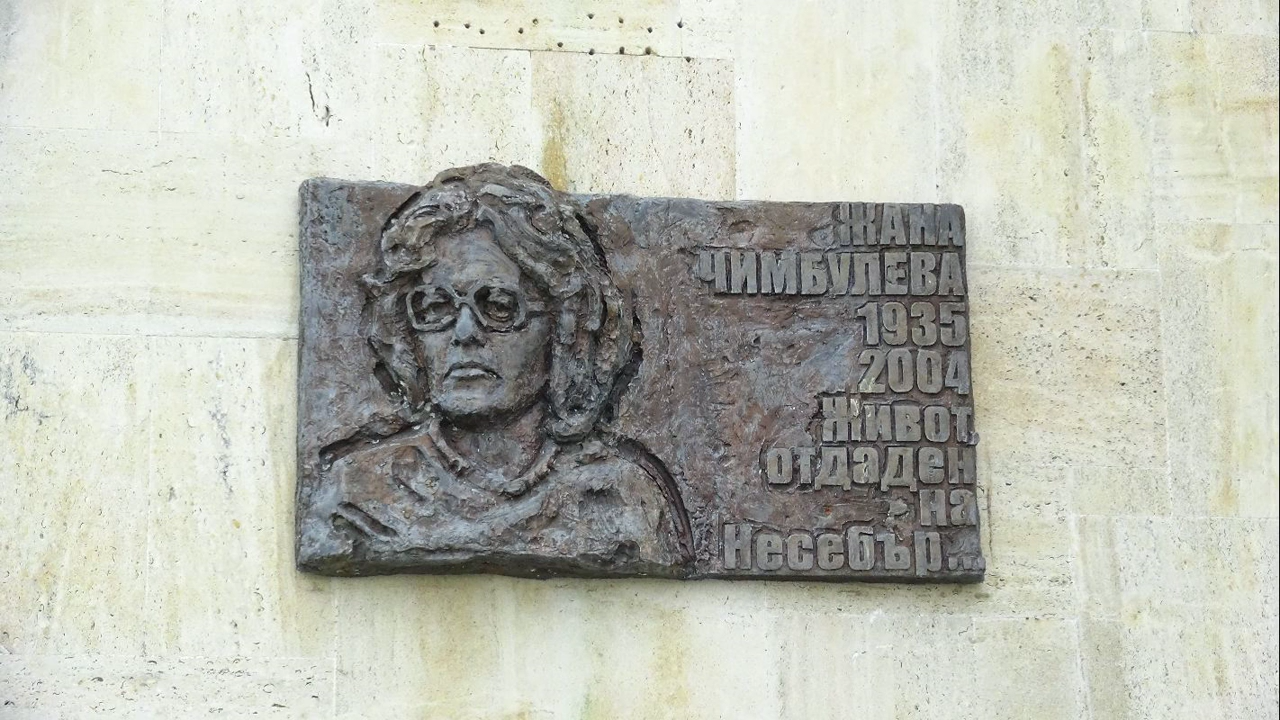 ЖАНА
ЧИМБУЛЕВА
1935
2004
Живот,
отдаден
на
Несебър...